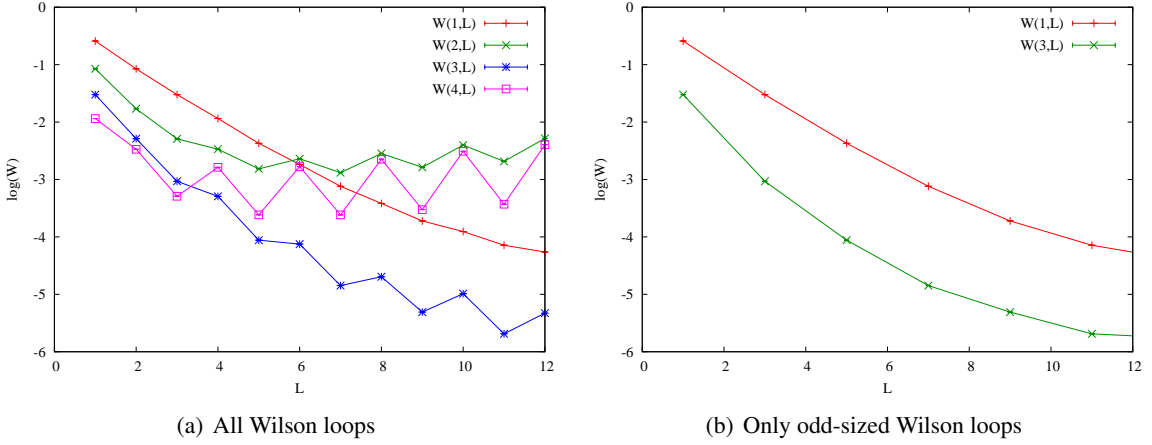 0
-1
-2
-3
-4
-5
-6
log(W)
0 2 4 6 8 10 12
L
W(1,L)
W(2,L)
W(3,L)
W(4,L)
(a) All Wilson loops
0
-1
-2
-3
-4
-5
-6
log(W)
0 2 4 6 8 10 12
L
W(1,L)
W(3,L)
(b) Only odd-sized Wilson loops